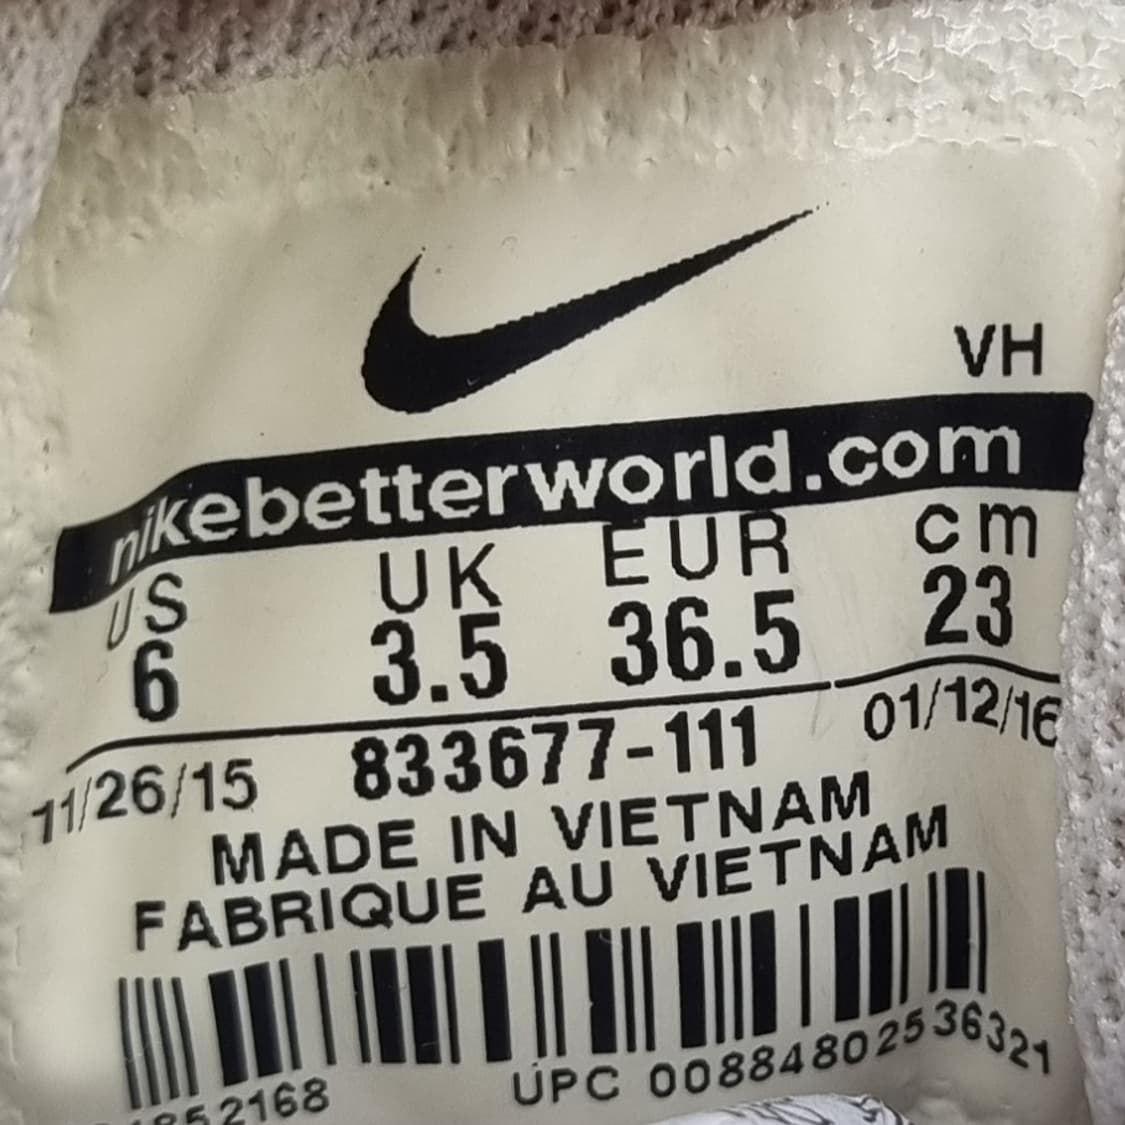 VH
nikebetterworld.com
US UK EUR cm
6 3.5 36.5 23
11/26/15 833677-111 01/12/16
MADE IN VIETNAM
FABRIQUE AU VIETNAM
UPC 00884802536321